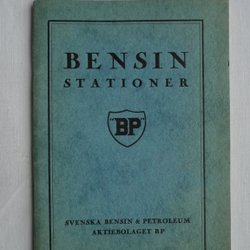 BENSIN
STATIONER
"BP"
SVENSKA BENSIN & PETROLEUM
AKTIEBOLAGET BP